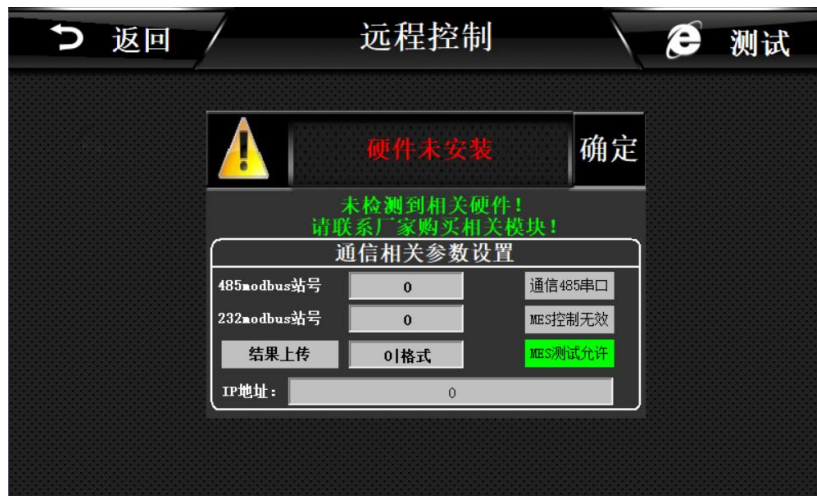 返回
远程控制
测试
硬件未安装
确定
未检测到相关硬件！
请联系厂家购买相关模块！
通信相关参数设置
485modbus站号 0 通信485串口
232modbus站号 0 MES控制无效
结果上传 0|格式 MES测试允许
IP地址： 0